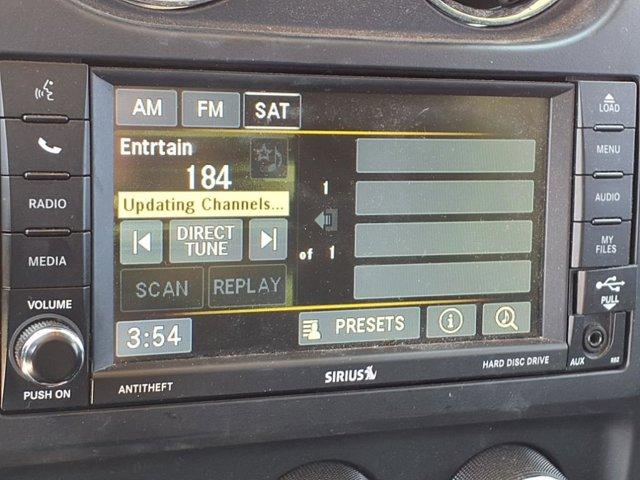 AM
FM
SAT
Entrtain
184
Updating Channels...
DIRECT
TUNE
SCAN
REPLAY
1
of 1
3:54
PRESETS
RADIO
MEDIA
VOLUME
PUSH ON
ANTITHEFT
SIRIUS
HARD DISC DRIVE
LOAD
MENU
AUDIO
MY
FILES
PULL
AUX
RB2